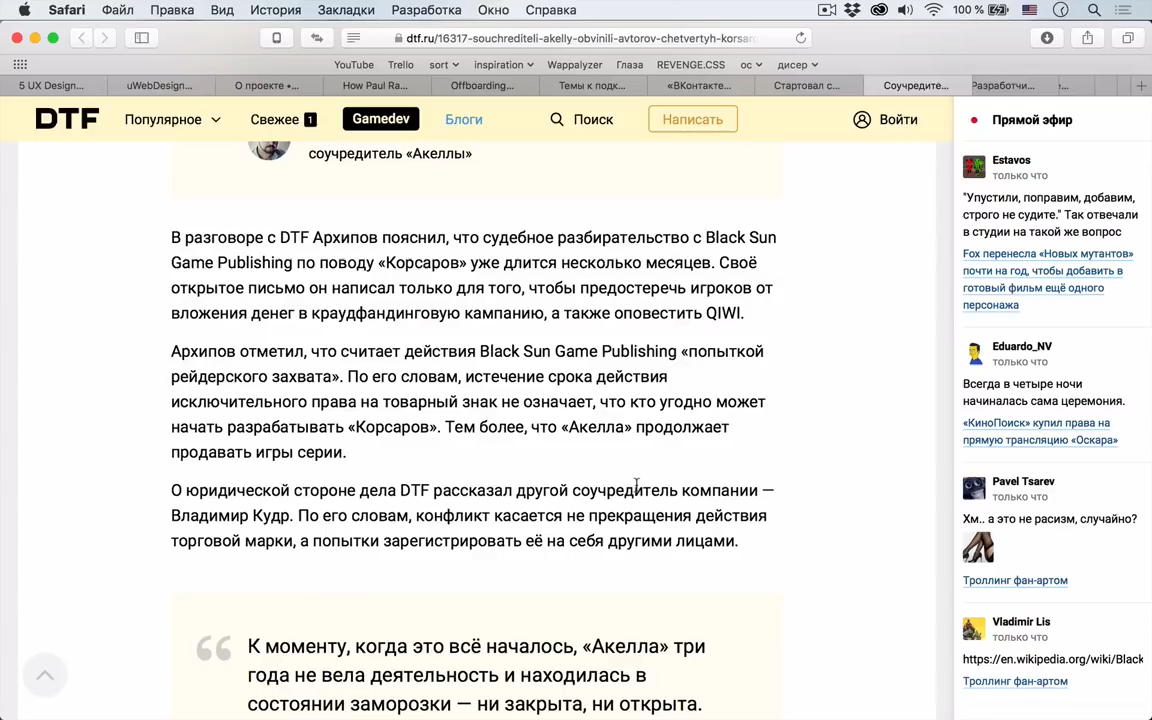 Safari Файл Правка Вид История Закладки Разработка Окно Справка 100 %
dtf.ru/16317-souchrediteli-akelly-obvinili-avtorov-chetvertyh-korsar
YouTube Trello sort inspiration Wappalyzer Глаза REVENGE.CSS ос дисер
5 UX Design... uWebDesign... О проекте •... How Paul Ra... Offboarding... Темы к подк... «ВКонтакте... Стартовал с... Соучредите... Разработчи...
DTF Популярное Свежее 1 Gamedev Блоги Поиск Написать Войти
соучредитель «Акеллы»
В разговоре с DTF Архипов пояснил, что судебное разбирательство с Black Sun
Game Publishing по поводу «Корсаров» уже длится несколько месяцев. Своё
открытое письмо он написал только для того, чтобы предостеречь игроков от
вложения денег в краудфандинговую кампанию, а также оповестить QIWI.
Архипов отметил, что считает действия Black Sun Game Publishing «попыткой
рейдерского захвата». По его словам, истечение срока действия
исключительного права на товарный знак не означает, что кто угодно может
начать разрабатывать «Корсаров». Тем более, что «Акелла» продолжает
продавать игры серии.
О юридической стороне дела DTF рассказал другой соучредитель компании —
Владимир Кудр. По его словам, конфликт касается не прекращения действия
торговой марки, а попытки зарегистрировать её на себя другими лицами.
К моменту, когда это всё началось, «Акелла» три
года не вела деятельность и находилась в
состоянии заморозки — ни закрыта, ни открыта.
Прямой эфир
Estavos
только что
"Упустили, поправим, добавим,
строго не судите." Так отвечали
в студии на такой же вопрос
Fox перенесла «Новых мутантов»
почти на год, чтобы добавить в
готовый фильм ещё одного
персонажа
Eduardo_NV
только что
Всегда в четыре ночи
начиналась сама церемония.
«КиноПоиск» купил права на
прямую трансляцию «Оскара»
Pavel Tsarev
только что
Хм.. а это не расизм, случайно?
Троллинг фан-артом
Vladimir Lis
только что
https://en.wikipedia.org/wiki/Black
Троллинг фан-артом